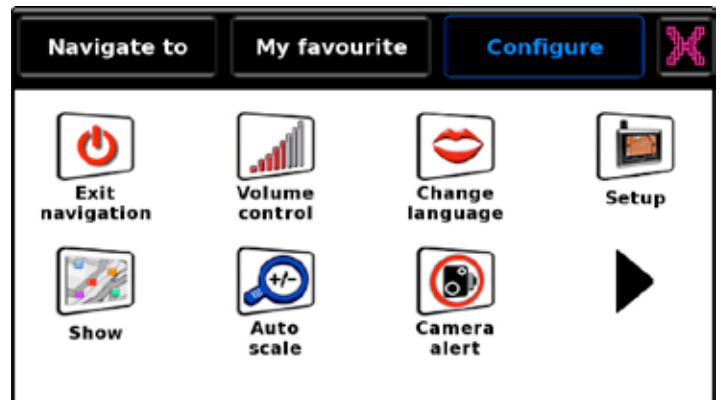 Navigate to
My favourite
Configure
Exit
navigation
Volume
control
Change
language
Setup
Show
Auto
scale
Camera
alert
+/-